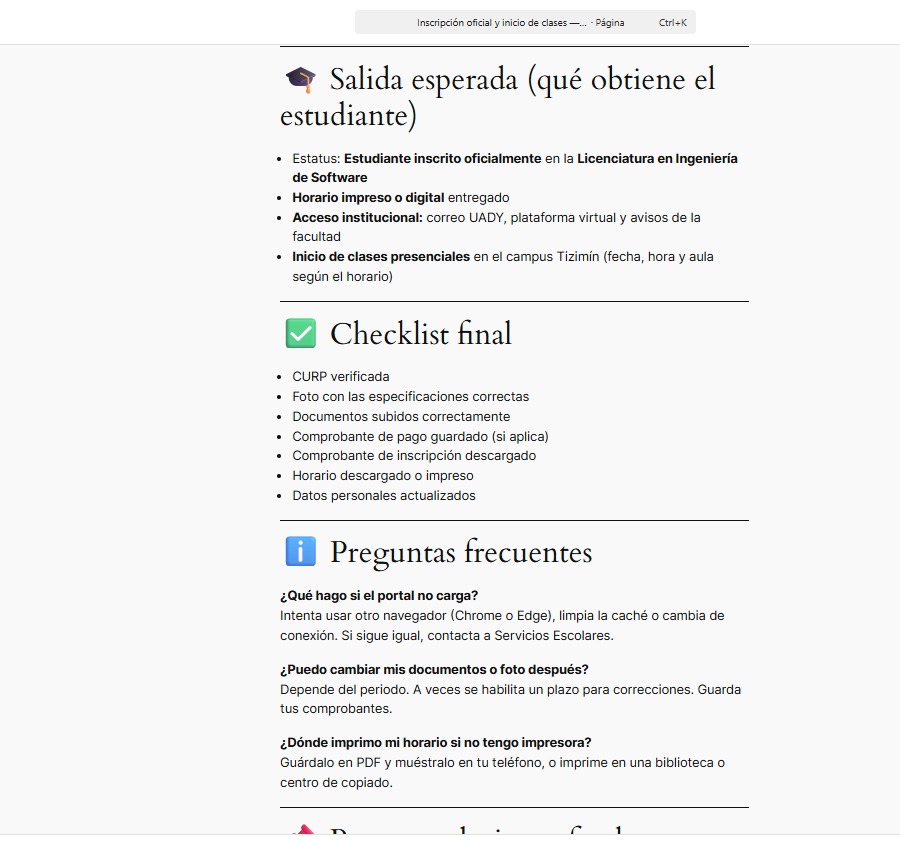 Inscripción oficial y inicio de clases —... · Página Ctrl+K
Salida esperada (qué obtiene el
estudiante)
• Estatus: Estudiante inscrito oficialmente en la Licenciatura en Ingeniería
de Software
• Horario impreso o digital entregado
• Acceso institucional: correo UADY, plataforma virtual y avisos de la
facultad
• Inicio de clases presenciales en el campus Tizimín (fecha, hora y aula
según el horario)
Checklist final
• CURP verificada
• Foto con las especificaciones correctas
• Documentos subidos correctamente
• Comprobante de pago guardado (si aplica)
• Comprobante de inscripción descargado
• Horario descargado o impreso
• Datos personales actualizados
Preguntas frecuentes
¿Qué hago si el portal no carga?
Intenta usar otro navegador (Chrome o Edge), limpia la caché o cambia de
conexión. Si sigue igual, contacta a Servicios Escolares.
¿Puedo cambiar mis documentos o foto después?
Depende del periodo. A veces se habilita un plazo para correcciones. Guarda
tus comprobantes.
¿Dónde imprimo mi horario si no tengo impresora?
Guárdalo en PDF y muéstralo en tu teléfono, o imprime en una biblioteca o
centro de copiado.